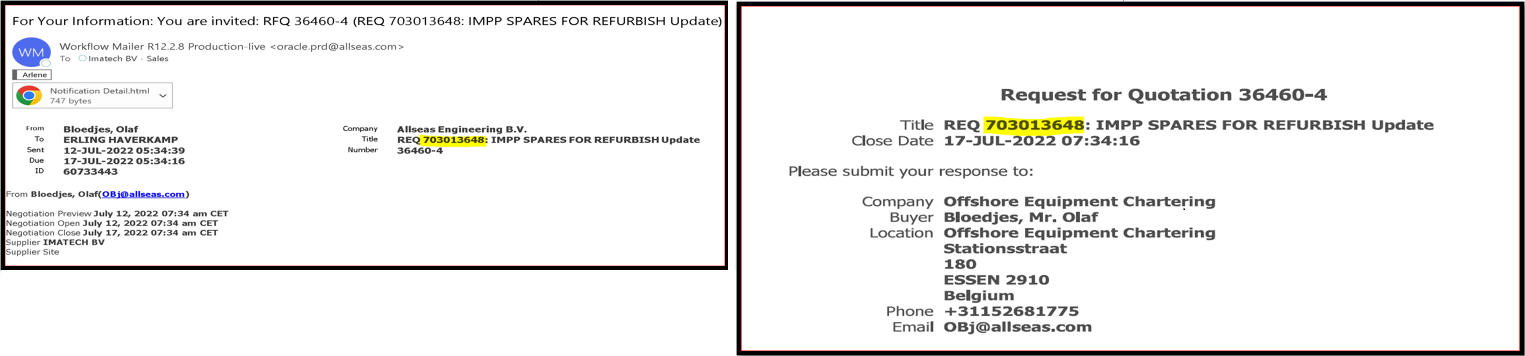 For Your Information: You are invited: RFQ 36460-4 (REQ 703013648: IMPP SPARES FOR REFURBISH Update)
WM
Workflow Mailer R12.2.8 Production-live <oracle.prd@allseas.com>
To Imatech BV - Sales
Arlene
Notification Detail.html
747 bytes
From Bloedjes, Olaf
To ERLING HAVERKAMP
Sent 12-JUL-2022 05:34:39
Due 17-JUL-2022 05:34:16
ID 60733443
Company Allseas Engineering B.V.
Title REQ 703013648: IMPP SPARES FOR REFURBISH Update
Number 36460-4
From Bloedjes, Olaf(OBj@allseas.com)
Negotiation Preview July 12, 2022 07:34 am CET
Negotiation Open July 12, 2022 07:34 am CET
Negotiation Close July 17, 2022 07:34 am CET
Supplier IMATECH BV
Supplier Site
Request for Quotation 36460-4
Title REQ 703013648: IMPP SPARES FOR REFURBISH Update
Close Date 17-JUL-2022 07:34:16
Please submit your response to:
Company Offshore Equipment Chartering
Buyer Bloedjes, Mr. Olaf
Location Offshore Equipment Chartering
Stationsstraat
180
ESSEN 2910
Belgium
Phone +31152681775
Email OBj@allseas.com